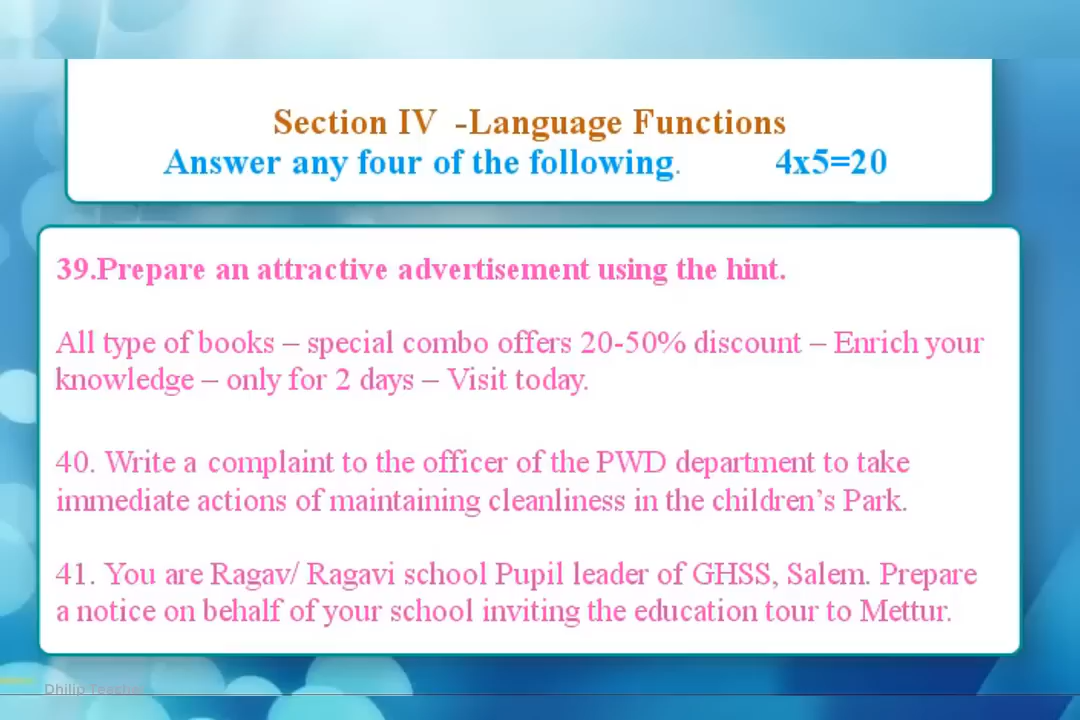 Section IV -Language Functions
Answer any four of the following. 4x5=20
39.Prepare an attractive advertisement using the hint.
All type of books – special combo offers 20-50% discount – Enrich your
knowledge – only for 2 days – Visit today.
40. Write a complaint to the officer of the PWD department to take
immediate actions of maintaining cleanliness in the children’s Park.
41. You are Ragav/ Ragavi school Pupil leader of GHSS, Salem. Prepare
a notice on behalf of your school inviting the education tour to Mettur.
Philip Teacher